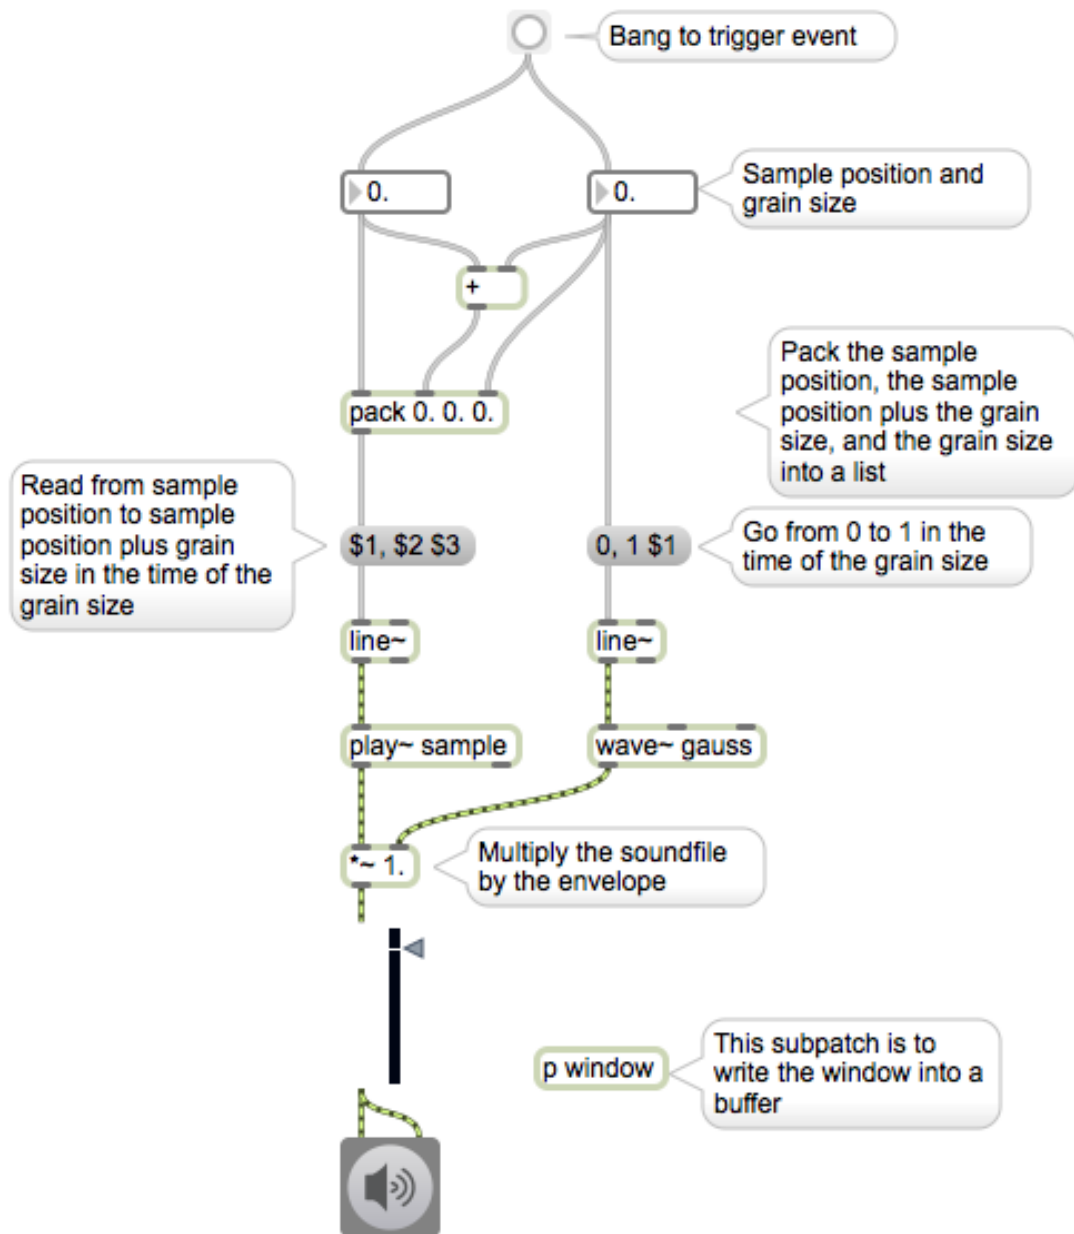 Bang to trigger event
0.
0.
Sample position and
grain size
+
Pack the sample
position, the sample
position plus the grain
size, and the grain size
into a list
pack 0. 0. 0.
Read from sample
position to sample
position plus grain
size in the time of the
grain size
$1, $2 $3
0, 1 $1
Go from 0 to 1 in the
time of the grain size
line~
line~
play~ sample
wave~ gauss
*~ 1.
Multiply the soundfile
by the envelope
p window
This subpatch is to
write the window into a
buffer